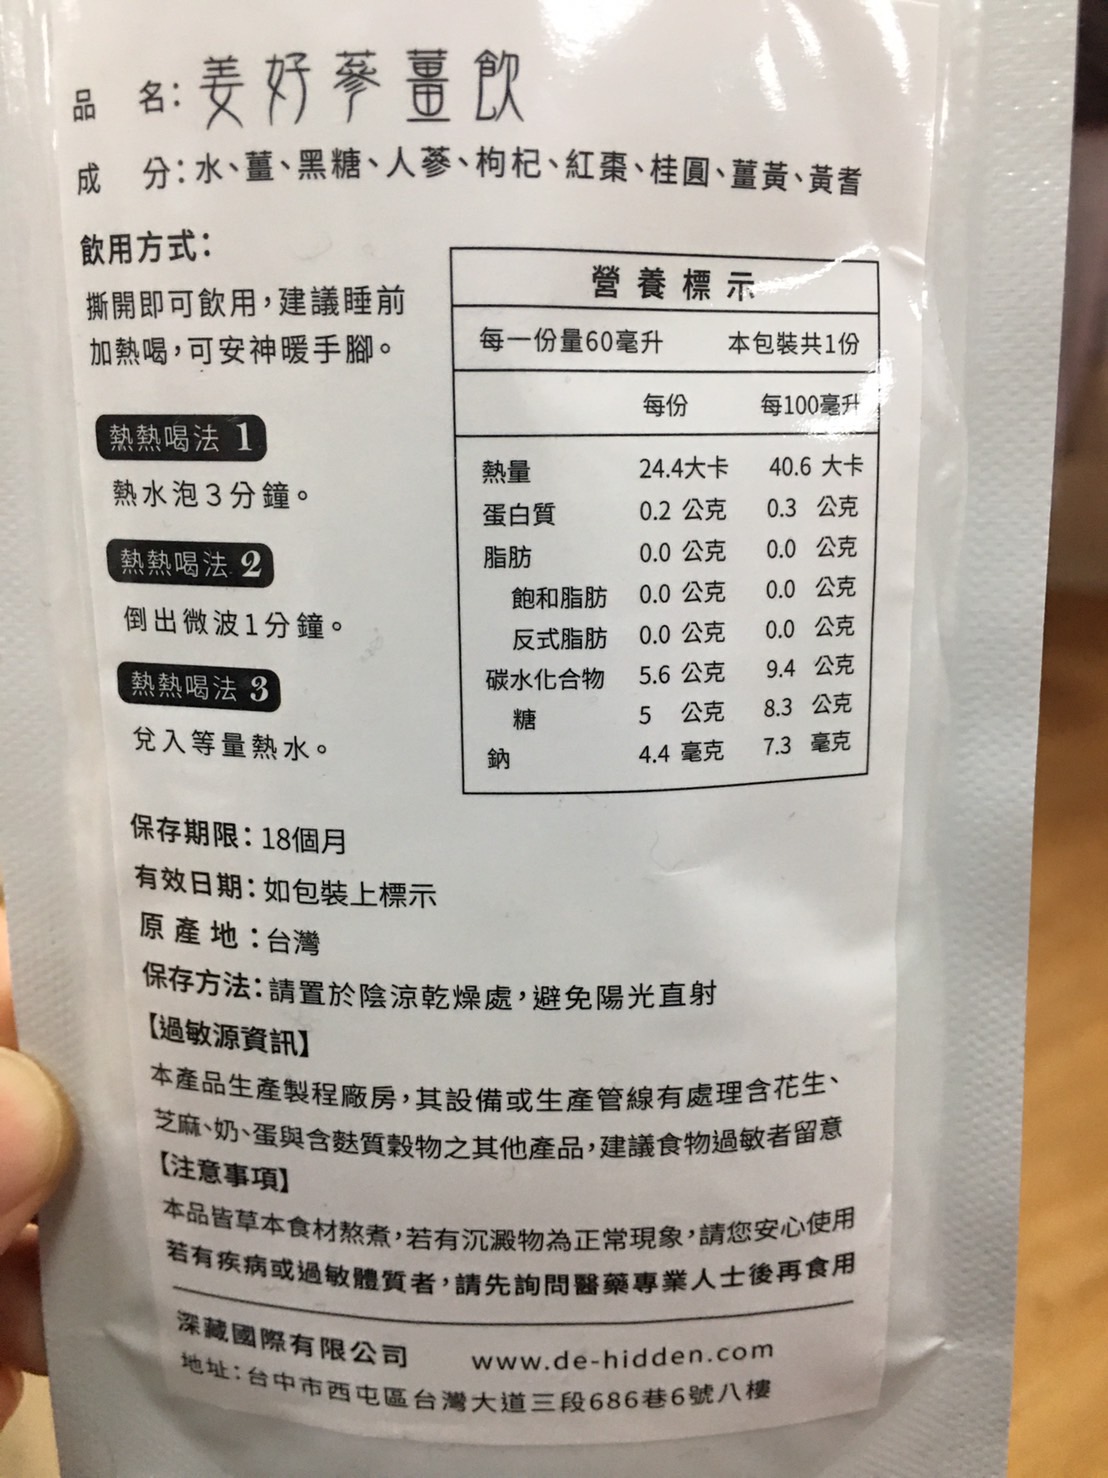 品 名：姜好蔘薑飲
成 分：水、薑、黑糖、人蔘、枸杞、紅棗、桂圓、薑黃、黃耆
飲用方式：
撕開即可飲用，建議睡前
加熱喝，可安神暖手腳。
熱熱喝法 1
熱水泡3分鐘。
熱熱喝法 2
倒出微波1分鐘。
熱熱喝法 3
兌入等量熱水。
營養標示
每一份量60毫升 本包裝共1份
每份 每100毫升
熱量 24.4大卡 40.6 大卡
蛋白質 0.2 公克 0.3 公克
脂肪 0.0 公克 0.0 公克
飽和脂肪 0.0 公克 0.0 公克
反式脂肪 0.0 公克 0.0 公克
碳水化合物 5.6 公克 9.4 公克
糖 5 公克 8.3 公克
鈉 4.4 毫克 7.3 毫克
保存期限：18個月
有效日期：如包裝上標示
原產地：台灣
保存方法：請置於陰涼乾燥處，避免陽光直射
【過敏源資訊】
本產品生產製程廠房，其設備或生產管線有處理含花生、
芝麻、奶、蛋與含麩質穀物之其他產品，建議食物過敏者留意
【注意事項】
本品皆草本食材熬煮，若有沉澱物為正常現象，請您安心使用
若有疾病或過敏體質者，請先詢問醫藥專業人士後再食用
深藏國際有限公司 www.de-hidden.com
地址：台中市西屯區台灣大道三段686巷6號八樓